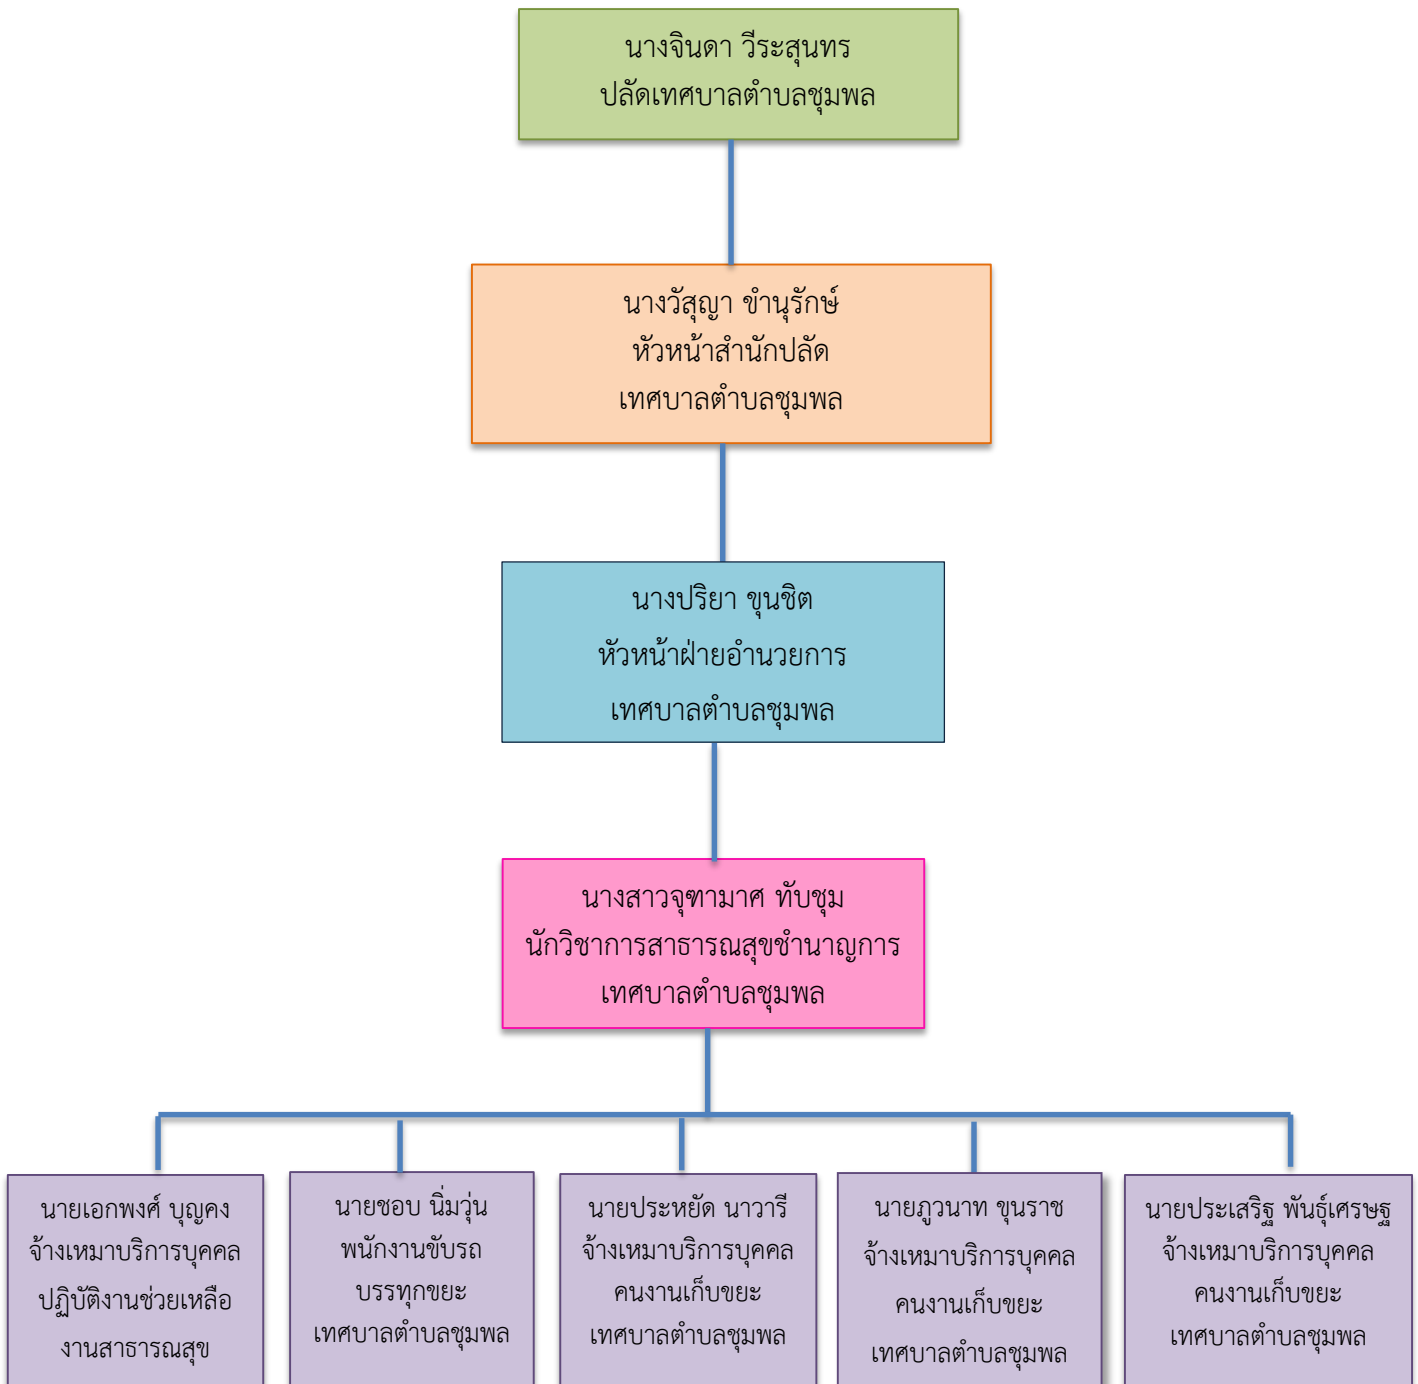 นางจินดา วีระสุนทร
ปลัดเทศบาลตำบลชุมพล
นางวัสุญา ขำนุรักษ์
หัวหน้าสำนักปลัด
เทศบาลตำบลชุมพล
นางปริยา ขุนชิต
หัวหน้าฝ่ายอำนวยการ
เทศบาลตำบลชุมพล
นางสาวจุฑามาศ ทับชุม
นักวิชาการสาธารณสุขชำนาญการ
เทศบาลตำบลชุมพล
นายเอกพงศ์ บุญคง
จ้างเหมาบริการบุคคล
ปฏิบัติงานช่วยเหลือ
งานสาธารณสุข
นายชอบ นิ่มวุ่น
พนักงานขับรถ
บรรทุกขยะ
เทศบาลตำบลชุมพล
นายประหยัด นาวารี
จ้างเหมาบริการบุคคล
คนงานเก็บขยะ
เทศบาลตำบลชุมพล
นายภูวนาท ขุนราช
จ้างเหมาบริการบุคคล
คนงานเก็บขยะ
เทศบาลตำบลชุมพล
นายประเสริฐ พันธุ์เศรษฐ
จ้างเหมาบริการบุคคล
คนงานเก็บขยะ
เทศบาลตำบลชุมพล